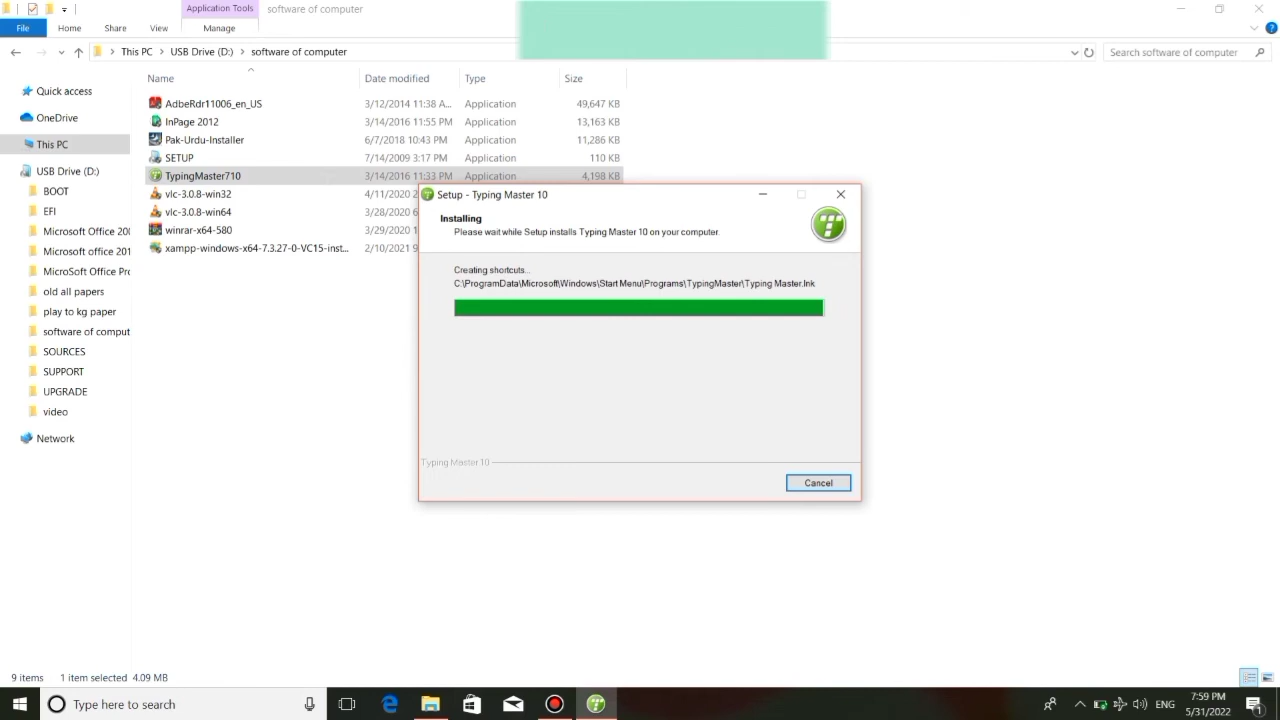 Application Tools
software of computer
File
Home
Share
View
Manage
This PC
USB Drive (D:)
software of computer
Search software of computer
Name
Date modified
Type
Size
Quick access
OneDrive
This PC
USB Drive (D:)
BOOT
EFI
Microsoft Office 200
Microsoft office 201
MicroSoft Office Pro
old all papers
play to kg paper
software of comput
SOURCES
SUPPORT
UPGRADE
video
Network
AdbeRdr11006_en_US 3/12/2014 11:38 A... Application 49,647 KB
InPage 2012 3/14/2016 11:55 PM Application 13,163 KB
Pak-Urdu-Installer 6/7/2018 10:43 PM Application 11,286 KB
SETUP 7/14/2009 3:17 PM Application 110 KB
TypingMaster710 3/14/2016 11:33 PM Application 4,198 KB
vlc-3.0.8-win32 4/11/2020 2
vlc-3.0.8-win64 3/28/2020 6
winrar-x64-580 3/29/2020 1
xampp-windows-x64-7.3.27-0-VC15-inst... 2/10/2021 9
Setup - Typing Master 10
Installing
Please wait while Setup installs Typing Master 10 on your computer.
Creating shortcuts...
C:\ProgramData\Microsoft\Windows\Start Menu\Programs\TypingMaster\Typing Master.lnk
Typing Master 10
Cancel
9 items 1 item selected 4.09 MB
Type here to search
ENG
7:59 PM
5/31/2022